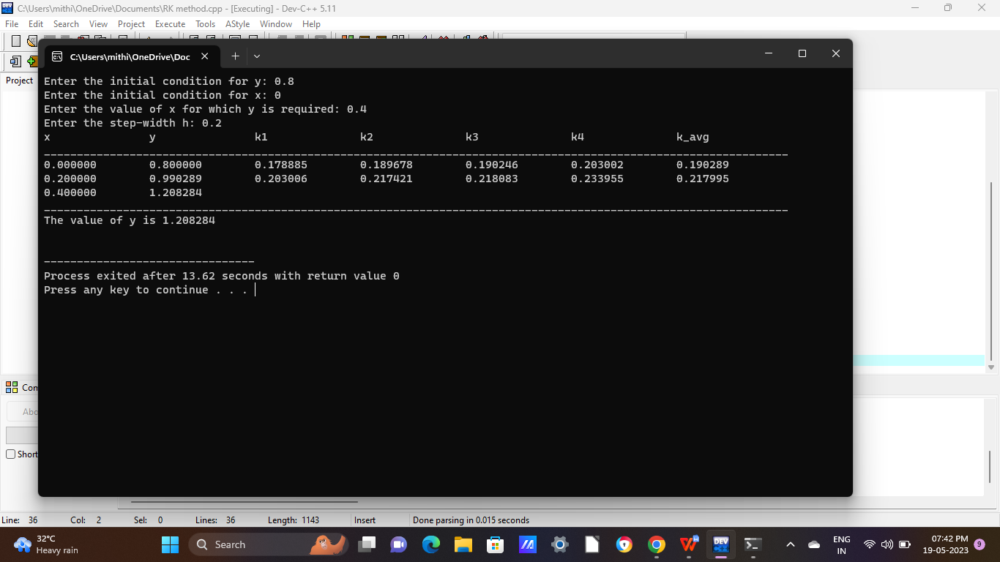 C:\Users\mithi\OneDrive\Documents\RK method.cpp - [Executing] - Dev-C++ 5.11
File Edit Search View Project Execute Tools AStyle Window Help
C:\Users\mithi\OneDrive\Doc
Project
Enter the initial condition for y: 0.8
Enter the initial condition for x: 0
Enter the value of x for which y is required: 0.4
Enter the step-width h: 0.2
x y k1 k2 k3 k4 k_avg
0.000000 0.800000 0.178885 0.189678 0.190246 0.203002 0.190289
0.200000 0.990289 0.203006 0.217421 0.218083 0.233955 0.217995
0.400000 1.208284
The value of y is 1.208284
--------------------------------
Process exited after 13.62 seconds with return value 0
Press any key to continue . . .
Con
Abo
Short
Line: 36 Col: 2 Sel: 0 Lines: 36 Length: 1143 Insert Done parsing in 0.015 seconds
32°C
Heavy rain
Search
DEV
ENG
IN
07:42 PM
19-05-2023
9